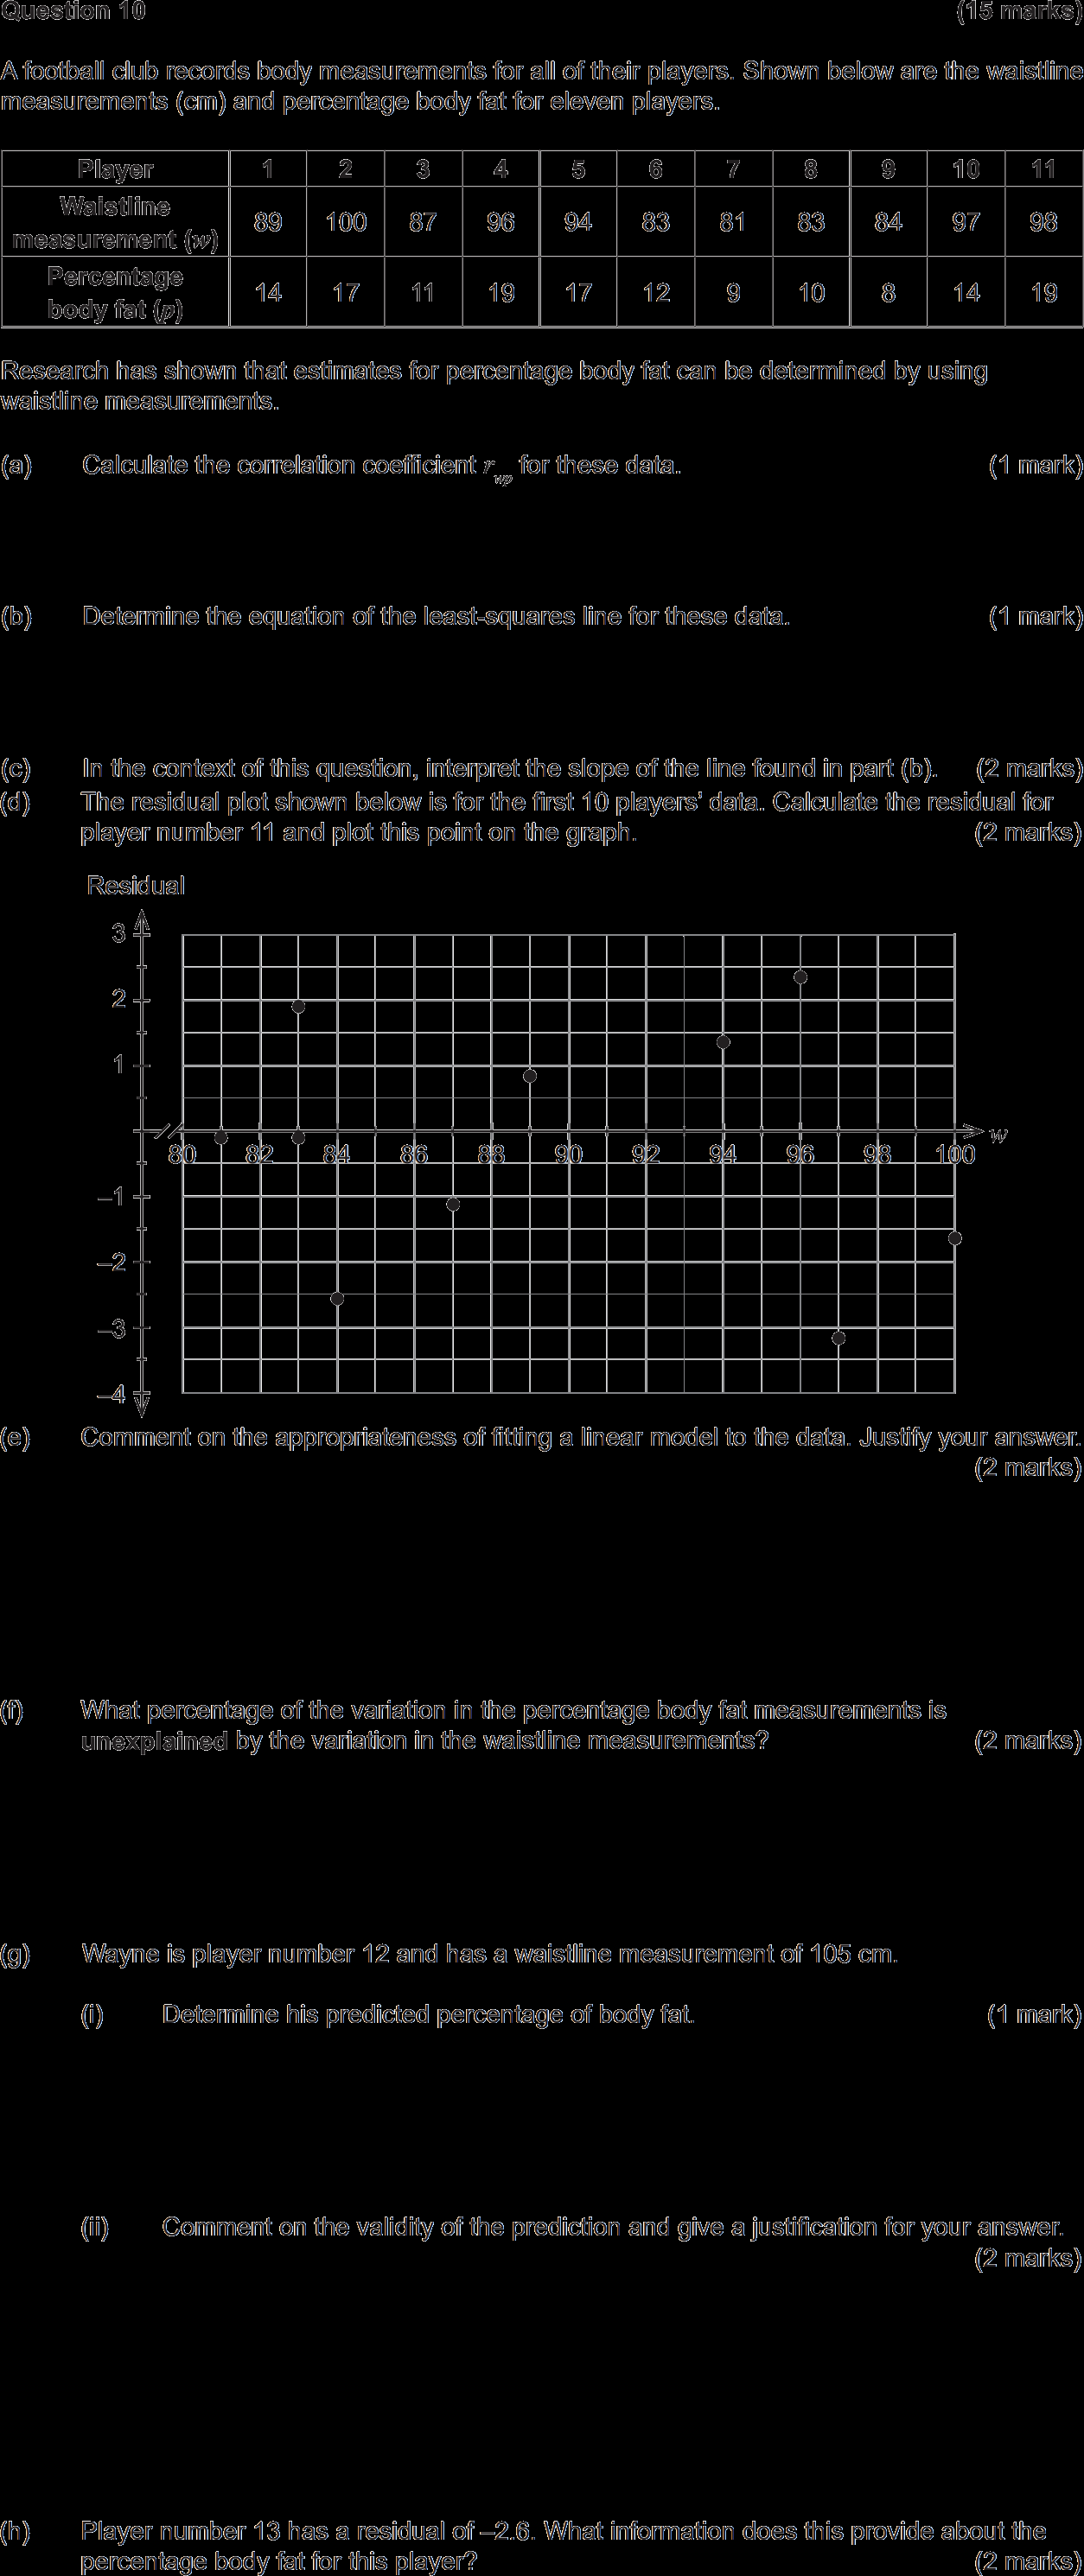 Question 10 (15 marks)
A football club records body measurements for all of their players. Shown below are the waistline
measurements (cm) and percentage body fat for eleven players.
Player 1 2 3 4 5 6 7 8 9 10 11
Waistline
measurement (w) 89 100 87 96 94 83 81 83 84 97 98
Percentage
body fat (p) 14 17 11 19 17 12 9 10 8 14 19
Research has shown that estimates for percentage body fat can be determined by using
waistline measurements.
(a) Calculate the correlation coefficient r_wp for these data. (1 mark)
(b) Determine the equation of the least-squares line for these data. (1 mark)
(c) In the context of this question, interpret the slope of the line found in part (b). (2 marks)
(d) The residual plot shown below is for the first 10 players’ data. Calculate the residual for
player number 11 and plot this point on the graph. (2 marks)
Residual
3
2
1
w
80 82 84 86 88 90 92 94 96 98 100
–1
–2
–3
–4
(e) Comment on the appropriateness of fitting a linear model to the data. Justify your answer.
(2 marks)
(f) What percentage of the variation in the percentage body fat measurements is
unexplained by the variation in the waistline measurements? (2 marks)
(g) Wayne is player number 12 and has a waistline measurement of 105 cm.
(i) Determine his predicted percentage of body fat. (1 mark)
(ii) Comment on the validity of the prediction and give a justification for your answer.
(2 marks)
(h) Player number 13 has a residual of –2.6. What information does this provide about the
percentage body fat for this player? (2 marks)